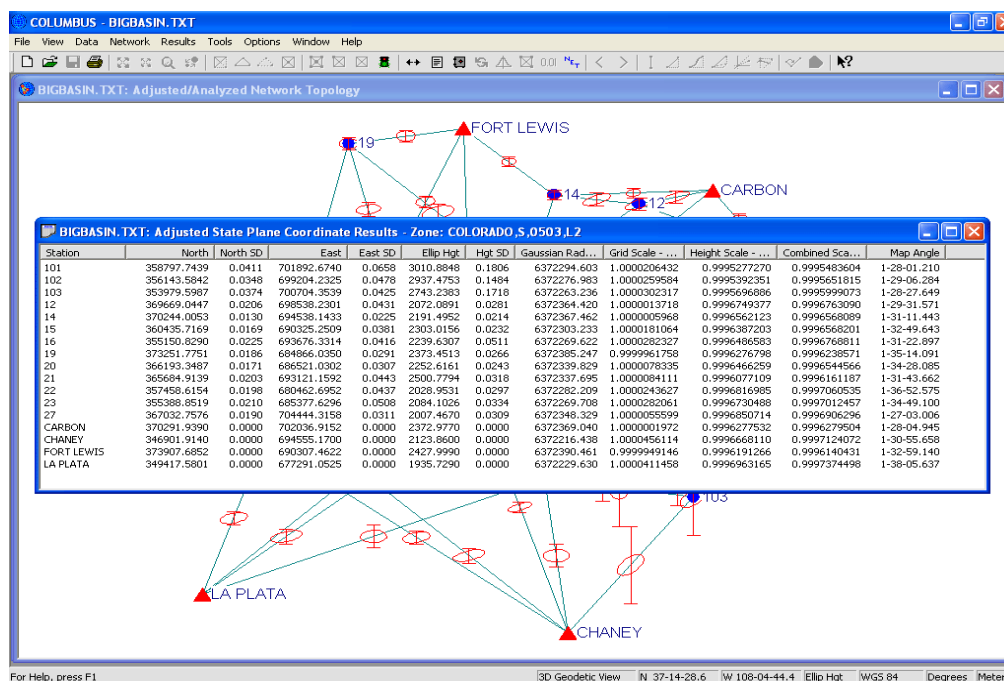 COLUMBUS - BIGBASIN.TXT
File View Data Network Results Tools Options Window Help
BIGBASIN.TXT: Adjusted/Analyzed Network Topology
19
FORT LEWIS
14
CARBON
12
BIGBASIN.TXT: Adjusted State Plane Coordinate Results - Zone: COLORADO,S,0503,L2
Station North North SD East East SD Ellip Hgt Hgt SD Gaussian Rad... Grid Scale - ... Height Scale - ... Combined Sca... Map Angle
101 358797.7439 0.0411 701892.6740 0.0658 3010.8848 0.1806 6372294.603 1.0000206432 0.9995277270 0.9995483604 1-28-01.210
102 356143.5842 0.0348 699204.2325 0.0478 2937.4753 0.1484 6372276.983 1.0000259584 0.9995392351 0.9995651815 1-29-06.284
103 353979.5987 0.0374 700704.3539 0.0425 2743.2383 0.1718 6372263.236 1.0000302317 0.9995696886 0.9995999073 1-28-27.649
12 369669.0447 0.0206 698538.2301 0.0431 2072.0891 0.0281 6372364.420 1.0000013718 0.9996749377 0.9996763090 1-29-31.571
14 370244.0053 0.0130 694538.1433 0.0225 2191.4952 0.0214 6372367.462 1.0000005968 0.9996562123 0.9996568089 1-31-11.443
15 360435.7169 0.0169 690325.2509 0.0381 2303.0156 0.0232 6372303.233 1.0000181064 0.9996387203 0.9996568201 1-32-49.643
16 355150.8290 0.0225 693676.3314 0.0416 2239.6307 0.0511 6372269.622 1.0000282327 0.9996486583 0.9996768811 1-31-22.897
19 373251.7751 0.0186 684866.0350 0.0291 2373.4513 0.0266 6372385.247 0.9999961758 0.9996276798 0.9996238571 1-35-14.091
20 366193.3487 0.0171 686521.0302 0.0307 2252.6161 0.0243 6372339.829 1.0000078335 0.9996466259 0.9996544566 1-34-28.085
21 365684.9139 0.0203 693121.1592 0.0443 2500.7794 0.0318 6372337.695 1.0000084111 0.9996077109 0.9996161187 1-31-43.662
22 357458.6154 0.0198 680462.6956 0.0437 2028.9531 0.0297 6372282.209 1.0000243627 0.9996816985 0.9997060535 1-36-52.575
23 355388.8519 0.0210 685377.6296 0.0508 2084.1026 0.0334 6372269.708 1.0000282061 0.9996730488 0.9997012457 1-34-49.100
27 367032.7576 0.0190 704444.3158 0.0311 2007.4670 0.0309 6372348.329 1.0000055599 0.9996850714 0.9996906296 1-27-03.006
CARBON 370291.9390 0.0000 702036.9152 0.0000 2372.9770 0.0000 6372369.040 1.0000001972 0.9996277532 0.9996279504 1-28-04.945
CHANEY 346901.9140 0.0000 694555.1700 0.0000 2123.8600 0.0000 6372216.438 1.0000456114 0.9996668110 0.9997124072 1-30-55.658
FORT LEWIS 373907.6852 0.0000 690307.4622 0.0000 2427.9990 0.0000 6372390.461 0.9999949146 0.9996191266 0.9996140431 1-32-59.140
LA PLATA 349417.5801 0.0000 677291.0525 0.0000 1935.7290 0.0000 6372229.630 1.0000411458 0.9996963165 0.9997374498 1-38-05.637
103
LA PLATA
CHANEY
For Help, press F1 3D Geodetic View N 37-14-28.6 W 108-04-44.4 Ellip Hgt WGS 84 Degrees Meter